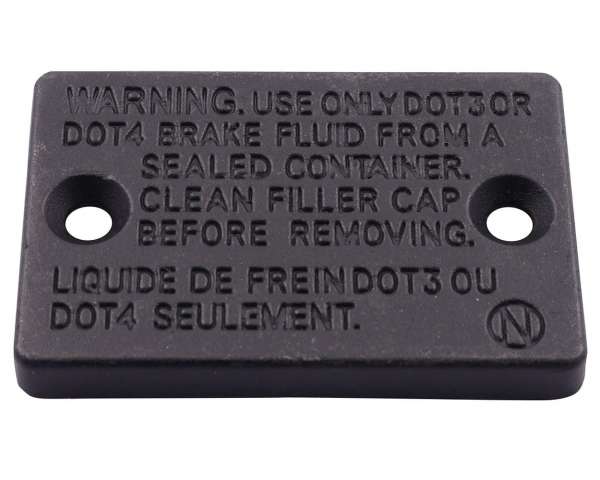 WARNING. USE ONLY DOT3 OR
DOT4 BRAKE FLUID FROM A
SEALED CONTAINER.
CLEAN FILLER CAP
BEFORE REMOVING.
LIQUIDE DE FREIN DOT3 OU
DOT4 SEULEMENT.
N